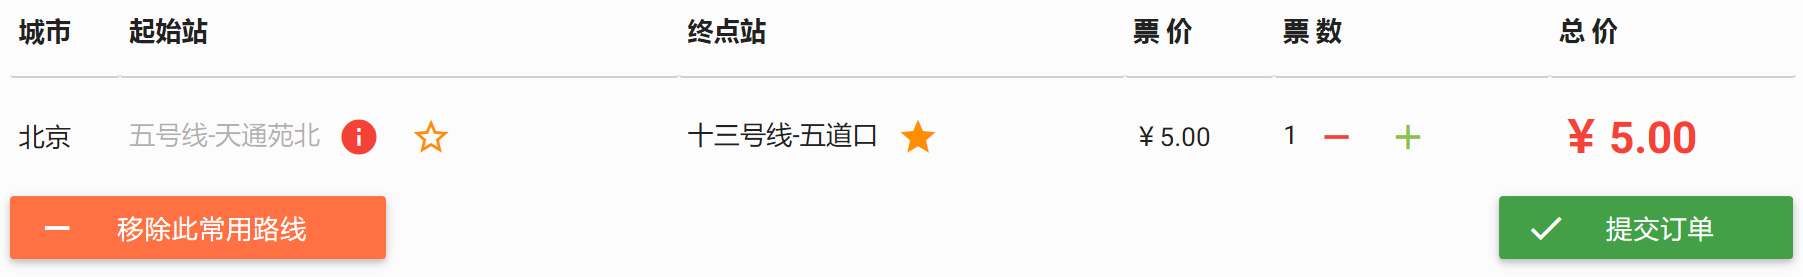 城市 起始站 终点站 票 价 票 数 总 价
北京 五号线-天通苑北 十三号线-五道口 ¥ 5.00 1 ¥ 5.00
移除此常用路线 提交订单